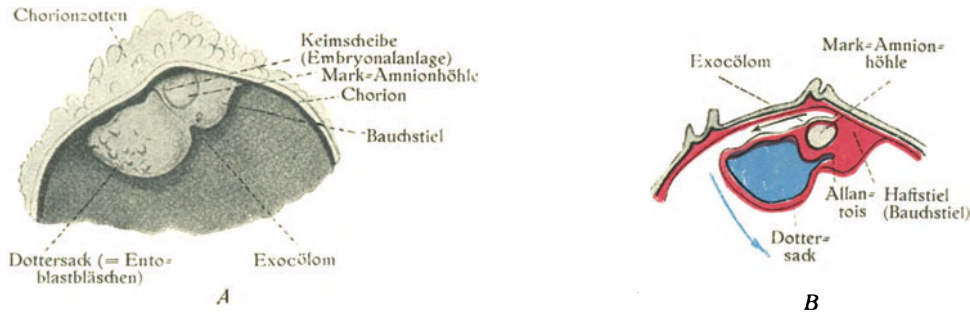 Chorionzotten
Keimscheibe
(Embryonalanlage)
Mark=Amnionhöhle
Chorion
Bauchstiel
Dottersack (= Ento=
blastbläschen)
Exocölom
A
Mark=Amnion=
höhle
Exocölom
Allan=
tois
Haftstiel
(Bauchstiel)
Dotter=
sack
B